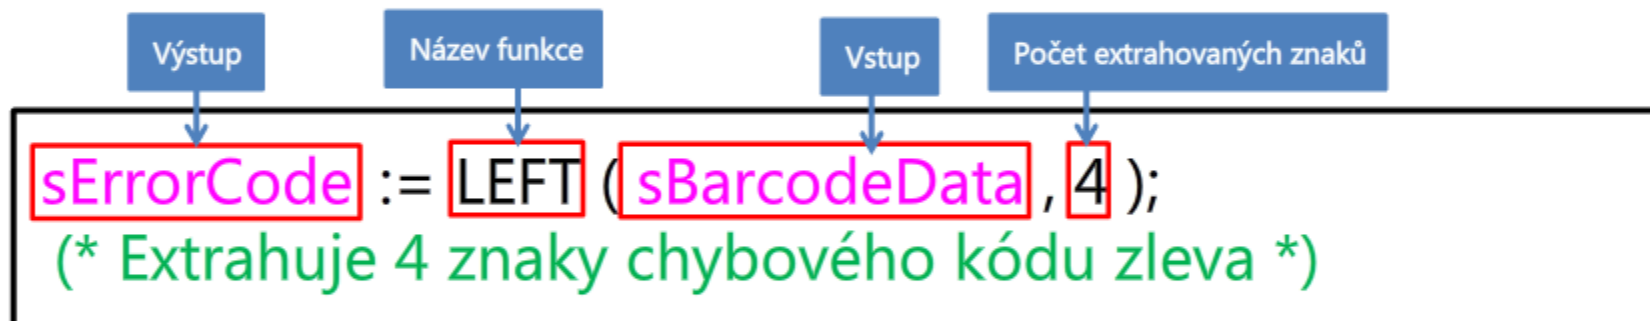 Výstup Název funkce Vstup Počet extrahovaných znaků
sErrorCode := LEFT ( sBarcodeData , 4 );
(* Extrahuje 4 znaky chybového kódu zleva *)